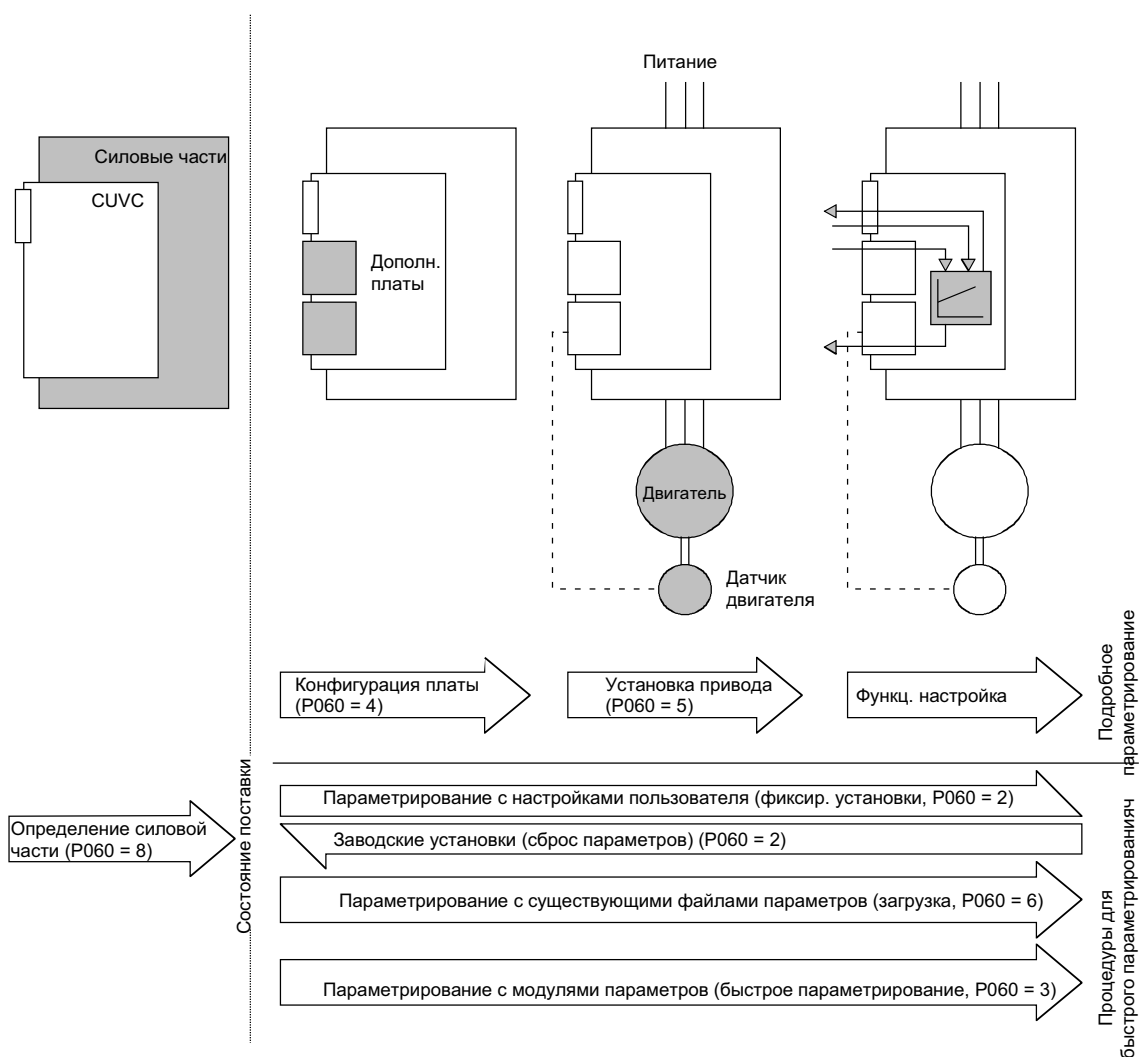 Питание
Силовые части
CUVC
Дополн.
платы
Двигатель
Датчик
двигателя
Конфигурация платы
(P060 = 4)
Установка привода
(P060 = 5)
Функц. настройка
Подробное
параметрирование
Состояние поставки
Определение силовой
части (P060 = 8)
Параметрирование с настройками пользователя (фиксир. установки, P060 = 2)
Заводские установки (сброс параметров) (P060 = 2)
Параметрирование с существующими файлами параметров (загрузка, P060 = 6)
Параметрирование с модулями параметров (быстрое параметрирование, P060 = 3)
Процедуры для
быстрого параметрированияч